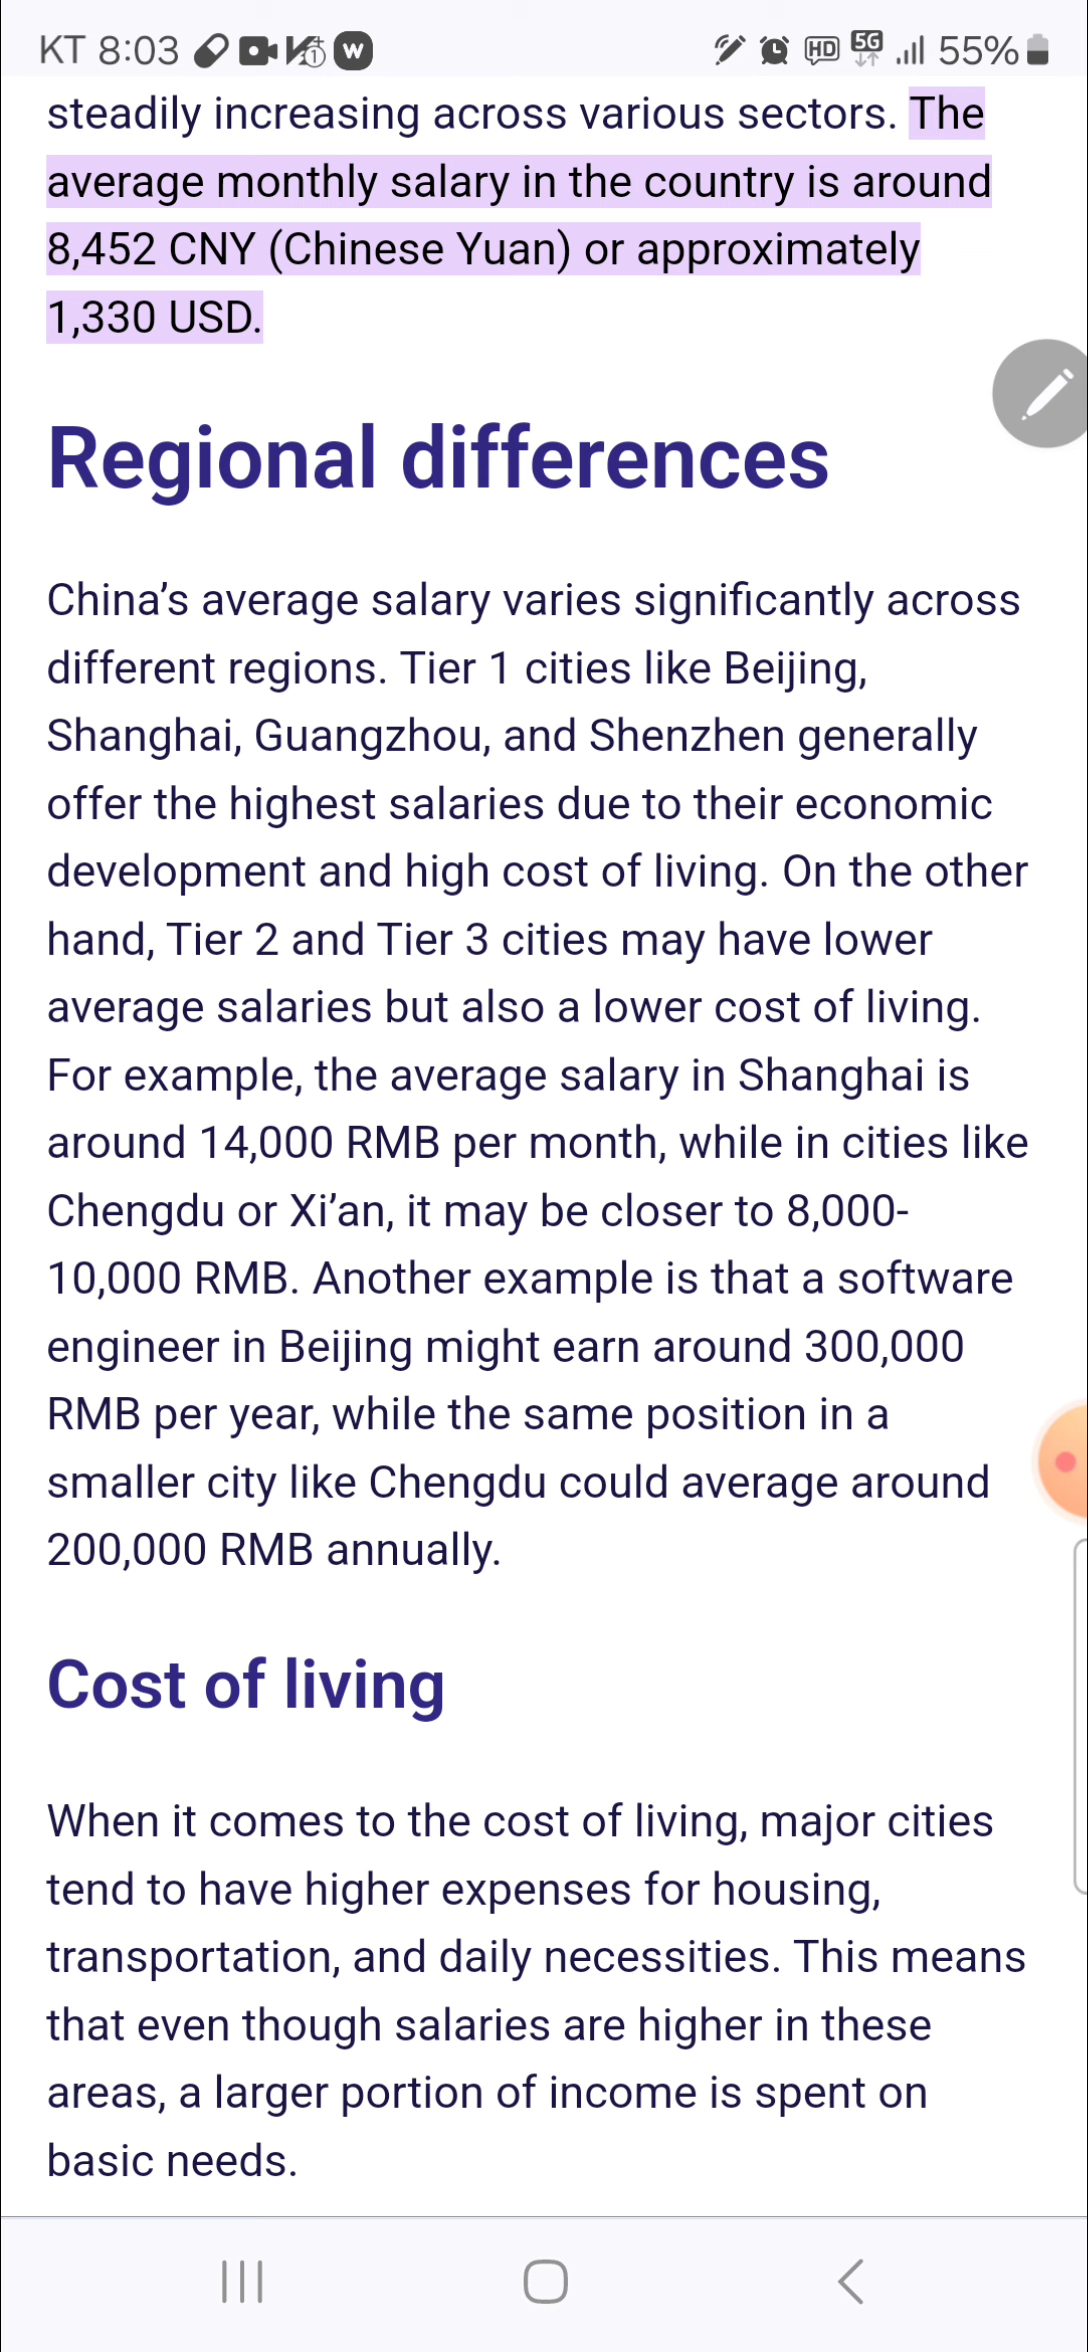 KT 8:03
W
HD 5G 55%
steadily increasing across various sectors. The
average monthly salary in the country is around
8,452 CNY (Chinese Yuan) or approximately
1,330 USD.
Regional differences
China’s average salary varies significantly across
different regions. Tier 1 cities like Beijing,
Shanghai, Guangzhou, and Shenzhen generally
offer the highest salaries due to their economic
development and high cost of living. On the other
hand, Tier 2 and Tier 3 cities may have lower
average salaries but also a lower cost of living.
For example, the average salary in Shanghai is
around 14,000 RMB per month, while in cities like
Chengdu or Xi’an, it may be closer to 8,000-
10,000 RMB. Another example is that a software
engineer in Beijing might earn around 300,000
RMB per year, while the same position in a
smaller city like Chengdu could average around
200,000 RMB annually.
Cost of living
When it comes to the cost of living, major cities
tend to have higher expenses for housing,
transportation, and daily necessities. This means
that even though salaries are higher in these
areas, a larger portion of income is spent on
basic needs.